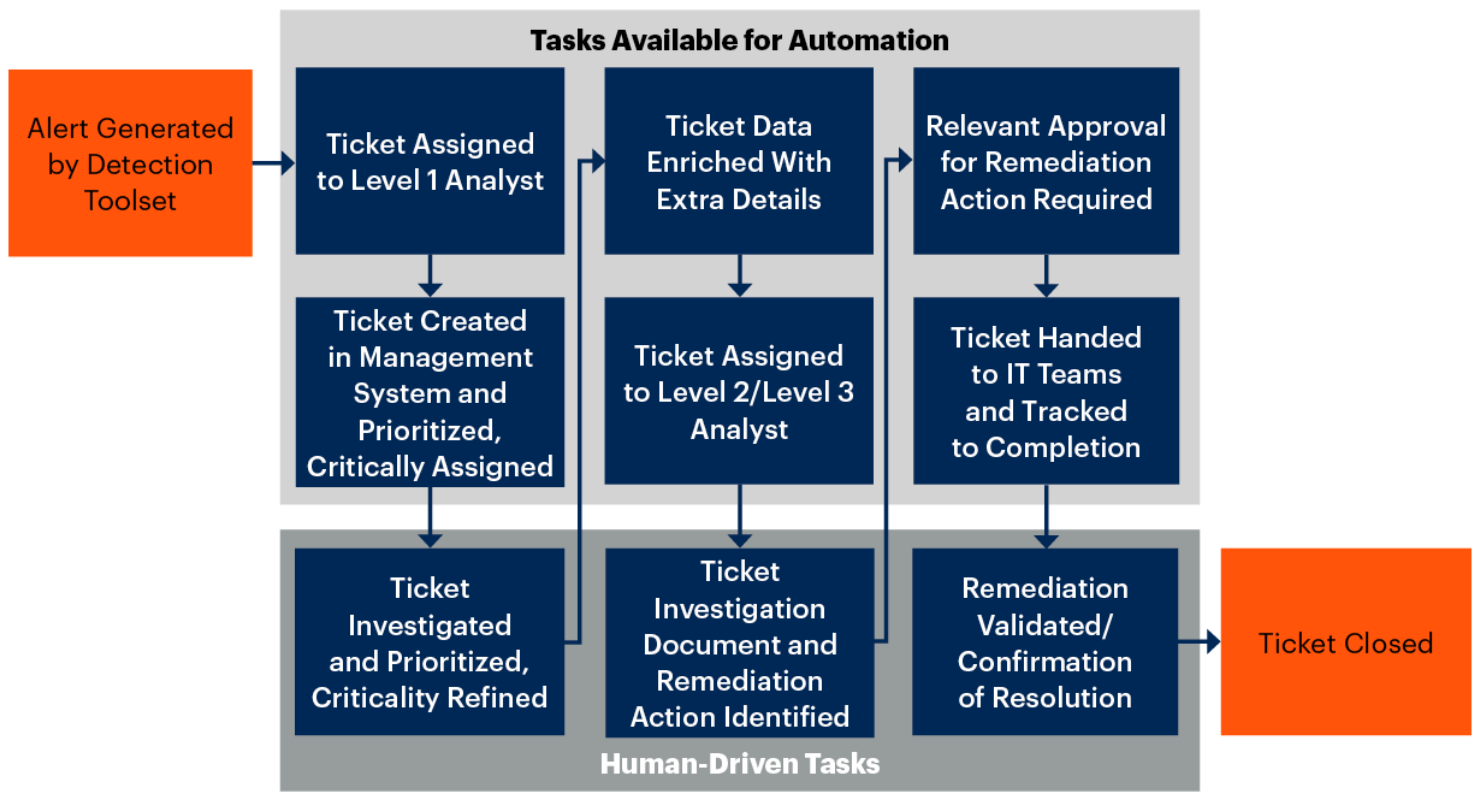 Tasks Available for Automation
Alert Generated
by Detection
Toolset
Ticket Assigned
to Level 1 Analyst
Ticket Created
in Management
System and
Prioritized,
Critically Assigned
Ticket
Investigated
and Prioritized,
Criticality Refined
Ticket Data
Enriched With
Extra Details
Ticket Assigned
to Level 2/Level 3
Analyst
Ticket
Investigation
Document and
Remediation
Action Identified
Relevant Approval
for Remediation
Action Required
Ticket Handed
to IT Teams
and Tracked
to Completion
Remediation
Validated/
Confirmation
of Resolution
Ticket Closed
Human-Driven Tasks